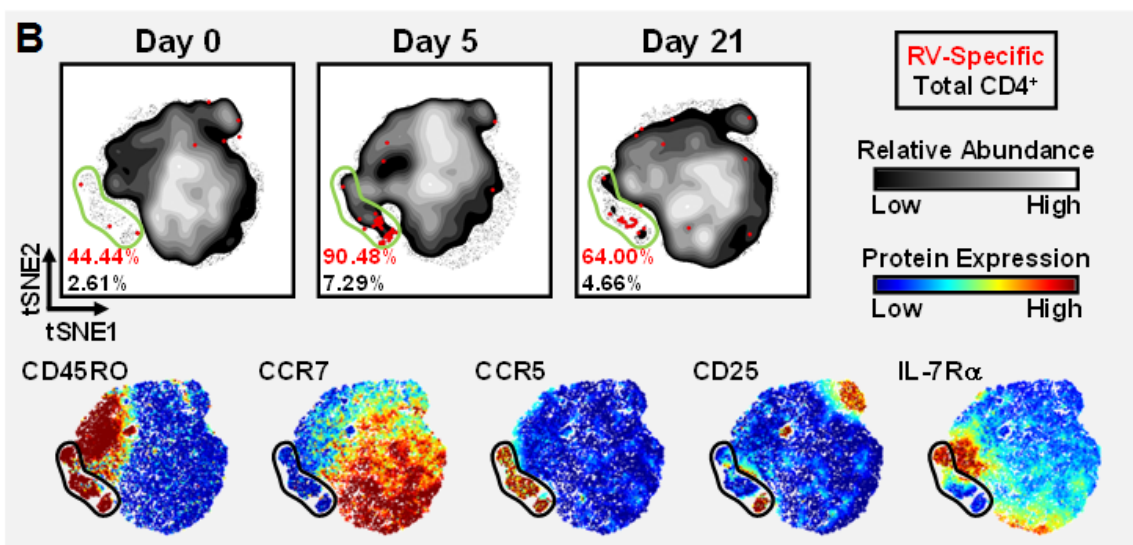 B
Day 0
Day 5
Day 21
RV-Specific
Total CD4⁺
Relative Abundance
Low
High
44.44%
2.61%
90.48%
7.29%
64.00%
4.66%
Protein Expression
Low
High
tSNE2
tSNE1
CD45RO
CCR7
CCR5
CD25
IL-7Rα